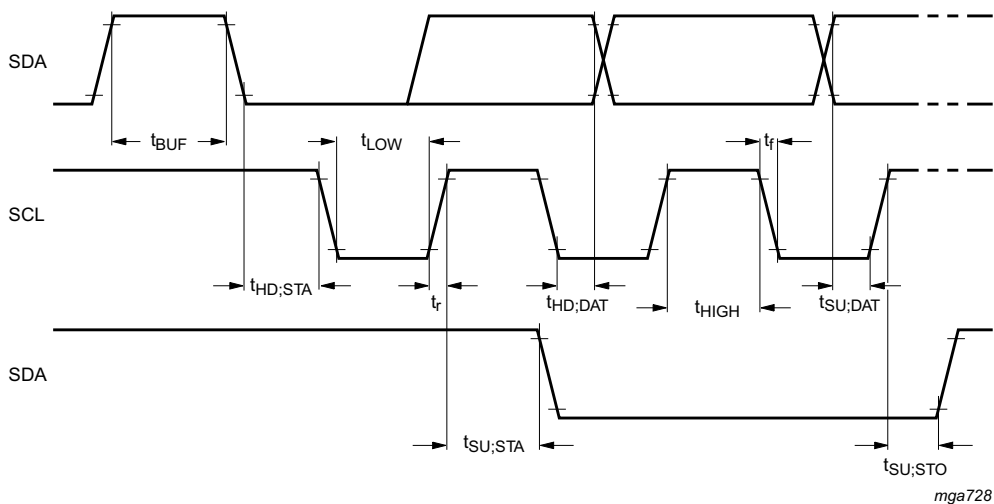 SDA
tBUF
tLOW
tf
SCL
tHD;STA
tr
tHD;DAT
tHIGH
tSU;DAT
SDA
tSU;STA
tSU;STO
mga728